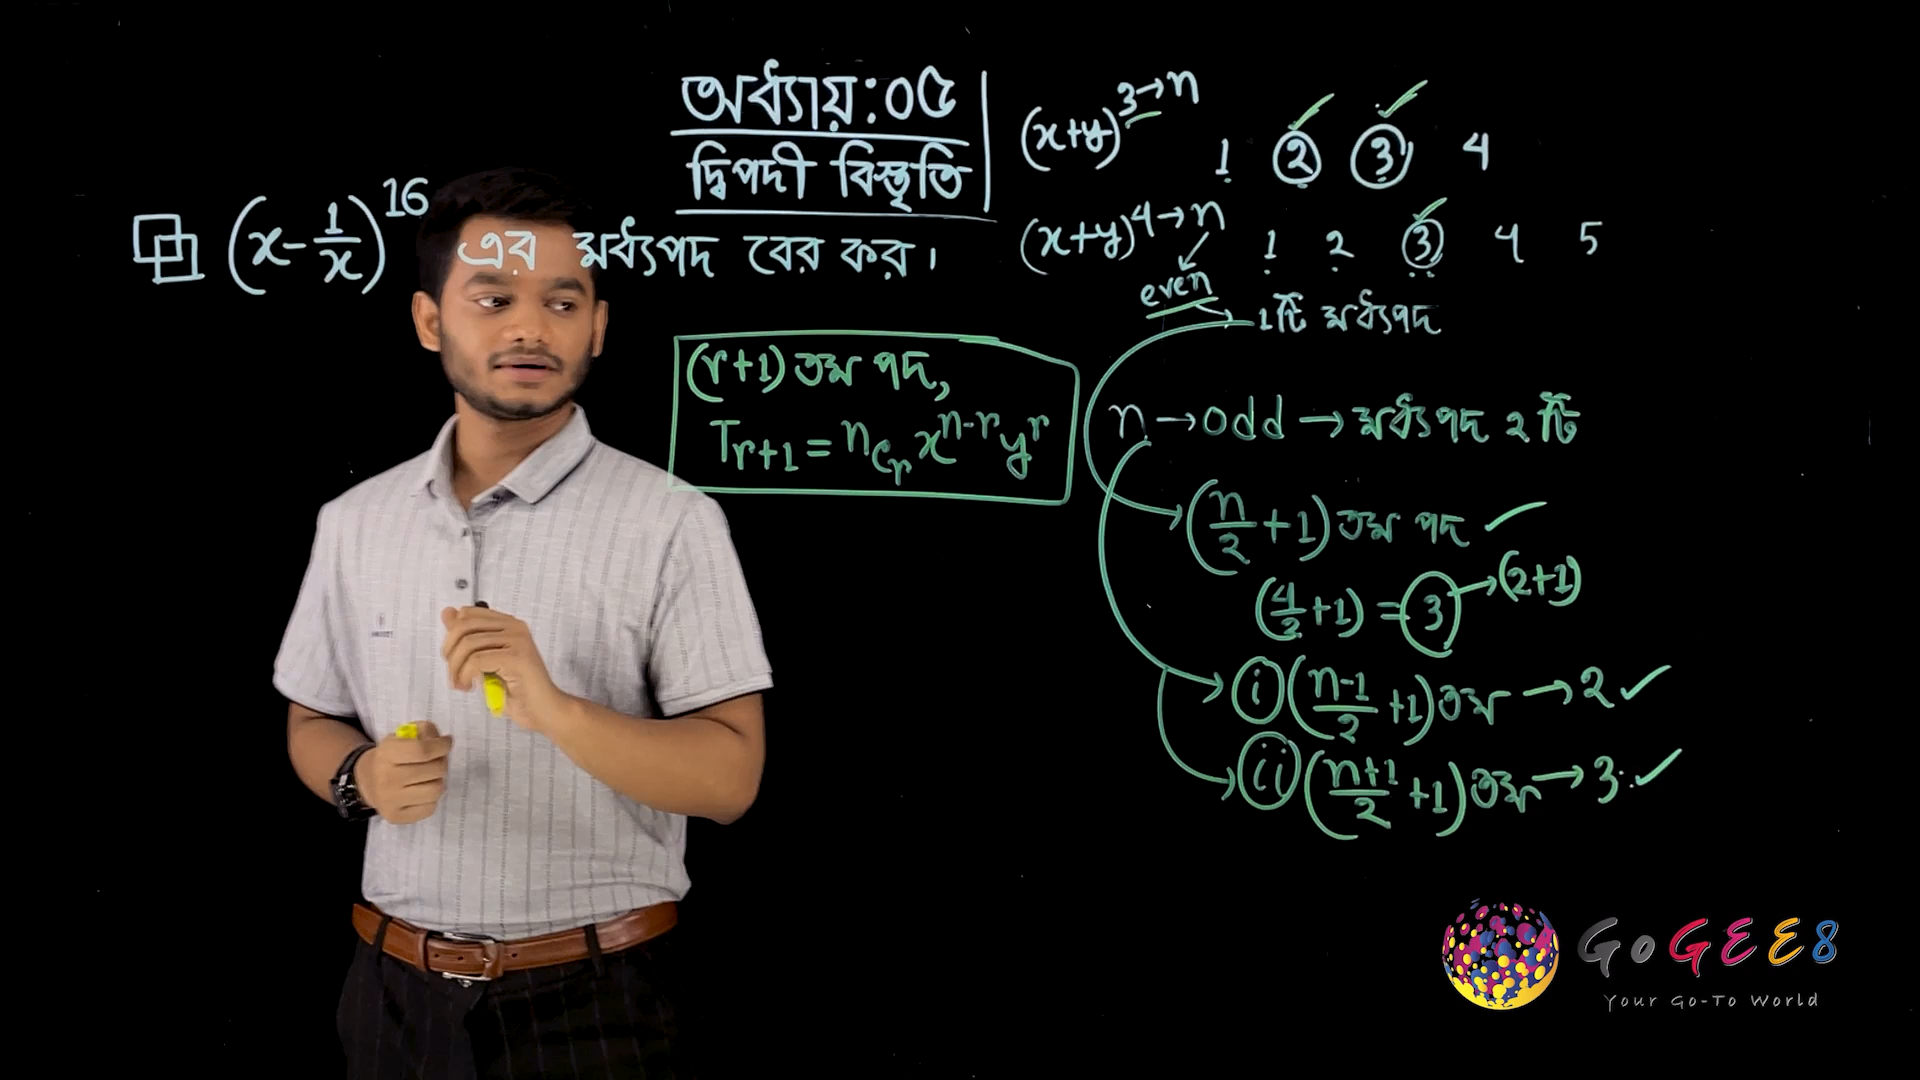 অধ্যায়:০৫
দ্বিপদী বিস্তৃতি
(x-1/x)^16 এর মধ্যপদ বের কর।
(r+1) তম পদ,
T_{r+1} = nC_r x^{n-r} y^r
(x+y)^3→n 1 2 3 4
(x+y)^4→n 1 2 3 4 5
even → 1টি মধ্যপদ
n → odd → মধ্যপদ 2 টি
(n/2+1) তম পদ ✓
(4/2+1) = 3 → (2+1)
i (n-1/2+1) তম → 2 ✓
ii (n+1/2+1) তম → 3 ✓
GoGEE8
Your Go-To World